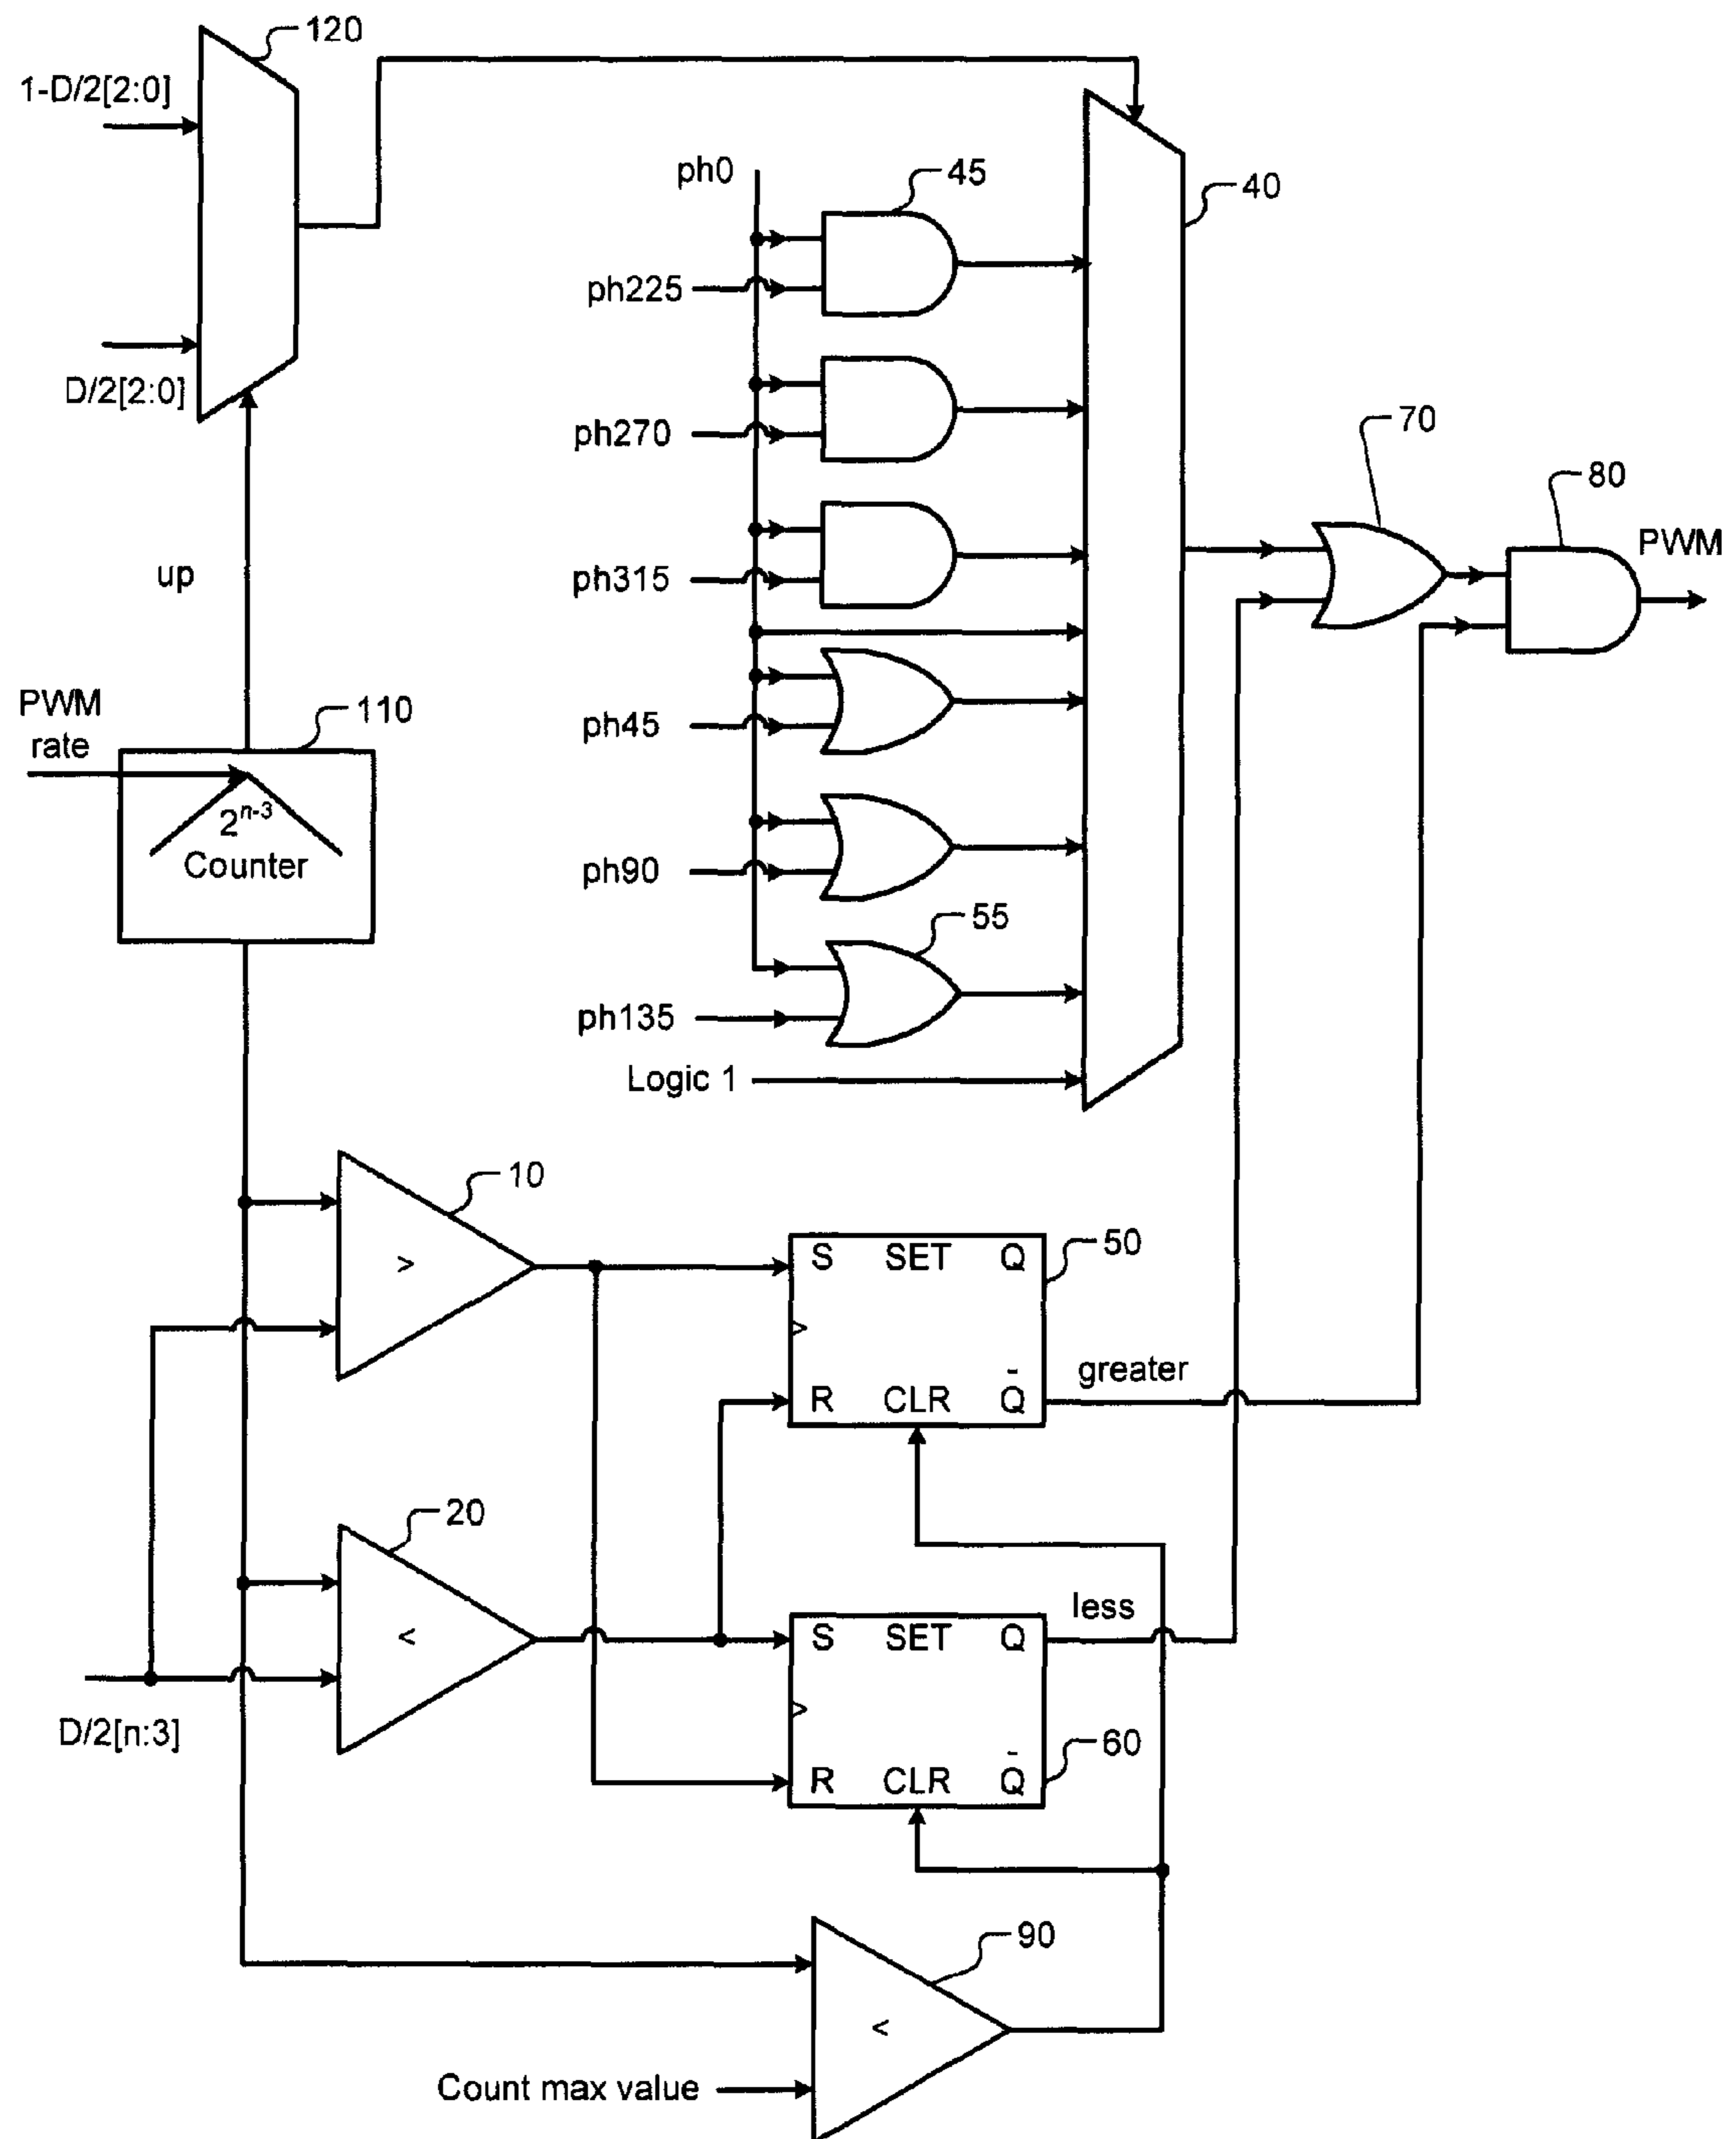 120
1-D/2[2:0]
D/2[2:0]
ph0
45
40
ph225
ph270
70
80
PWM
ph315
up
ph45
PWM
rate
110
2n-3
Counter
ph90
55
ph135
Logic 1
10
>
S SET Q
50
greater
R CLR Q̄
20
<
less
S SET Q
D/2[n:3]
60
R CLR Q̄
90
<
Count max value